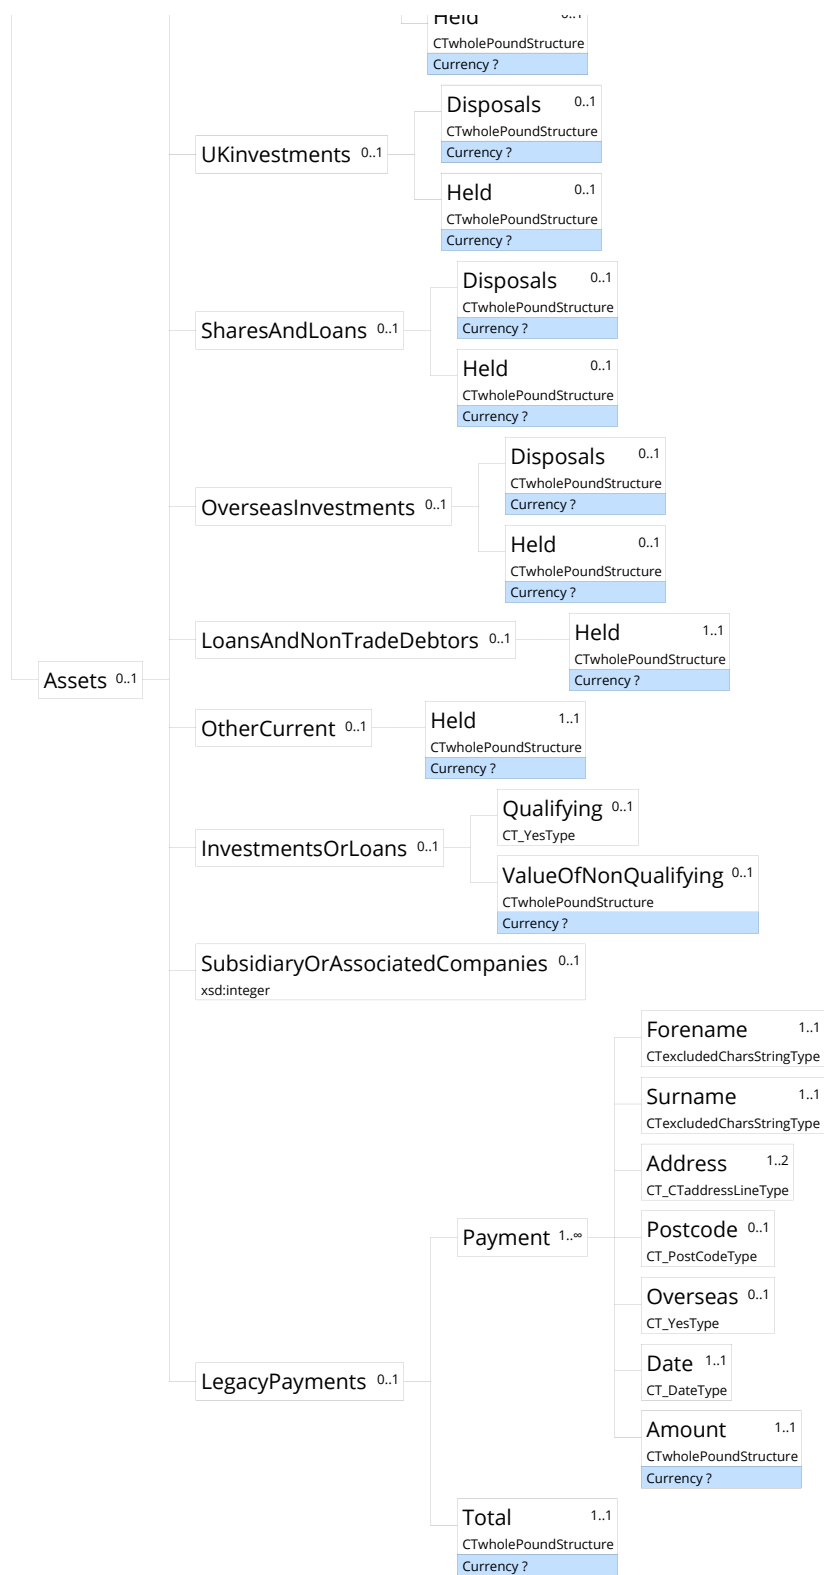 Held 0..1
CTwholePoundStructure
Currency ?
Disposals 0..1
CTwholePoundStructure
Currency ?
UKinvestments 0..1
Held 0..1
CTwholePoundStructure
Currency ?
Disposals 0..1
CTwholePoundStructure
Currency ?
SharesAndLoans 0..1
Held 0..1
CTwholePoundStructure
Currency ?
Disposals 0..1
CTwholePoundStructure
Currency ?
OverseasInvestments 0..1
Held 0..1
CTwholePoundStructure
Currency ?
LoansAndNonTradeDebtors 0..1
Held 1..1
CTwholePoundStructure
Currency ?
Assets 0..1
OtherCurrent 0..1
Held 1..1
CTwholePoundStructure
Currency ?
Qualifying 0..1
CT_YesType
InvestmentsOrLoans 0..1
ValueOfNonQualifying 0..1
CTwholePoundStructure
Currency ?
SubsidiaryOrAssociatedCompanies 0..1
xsd:integer
Forename 1..1
CTexcludedCharsStringType
Surname 1..1
CTexcludedCharsStringType
Address 1..2
CT_CTaddressLineType
Payment 1..∞
Postcode 0..1
CT_PostCodeType
Overseas 0..1
CT_YesType
Date 1..1
CT_DateType
LegacyPayments 0..1
Amount 1..1
CTwholePoundStructure
Currency ?
Total 1..1
CTwholePoundStructure
Currency ?